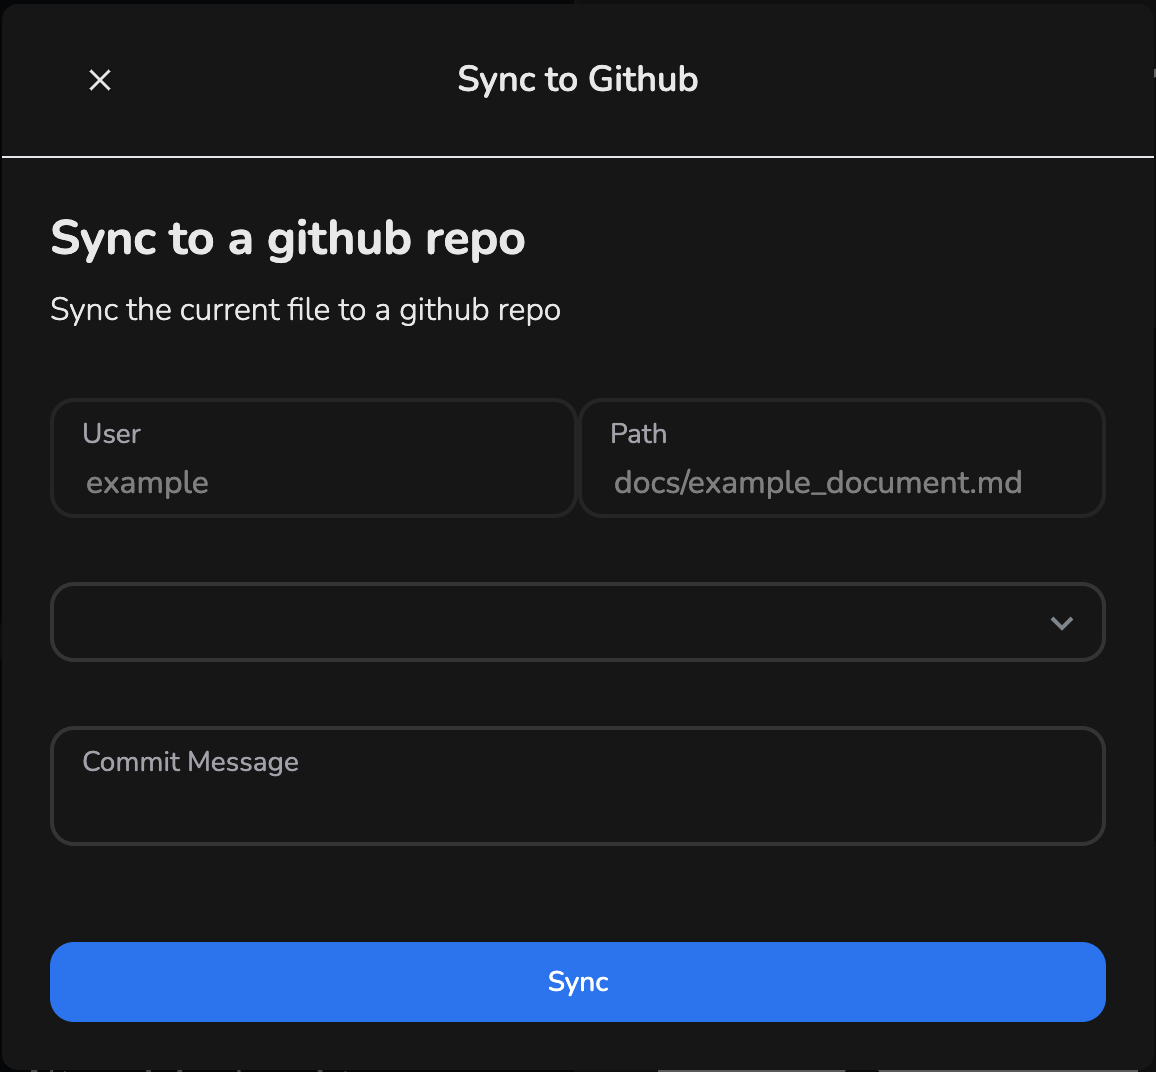 Sync to Github
Sync to a github repo
Sync the current file to a github repo
User
example
Path
docs/example_document.md
Commit Message
Sync